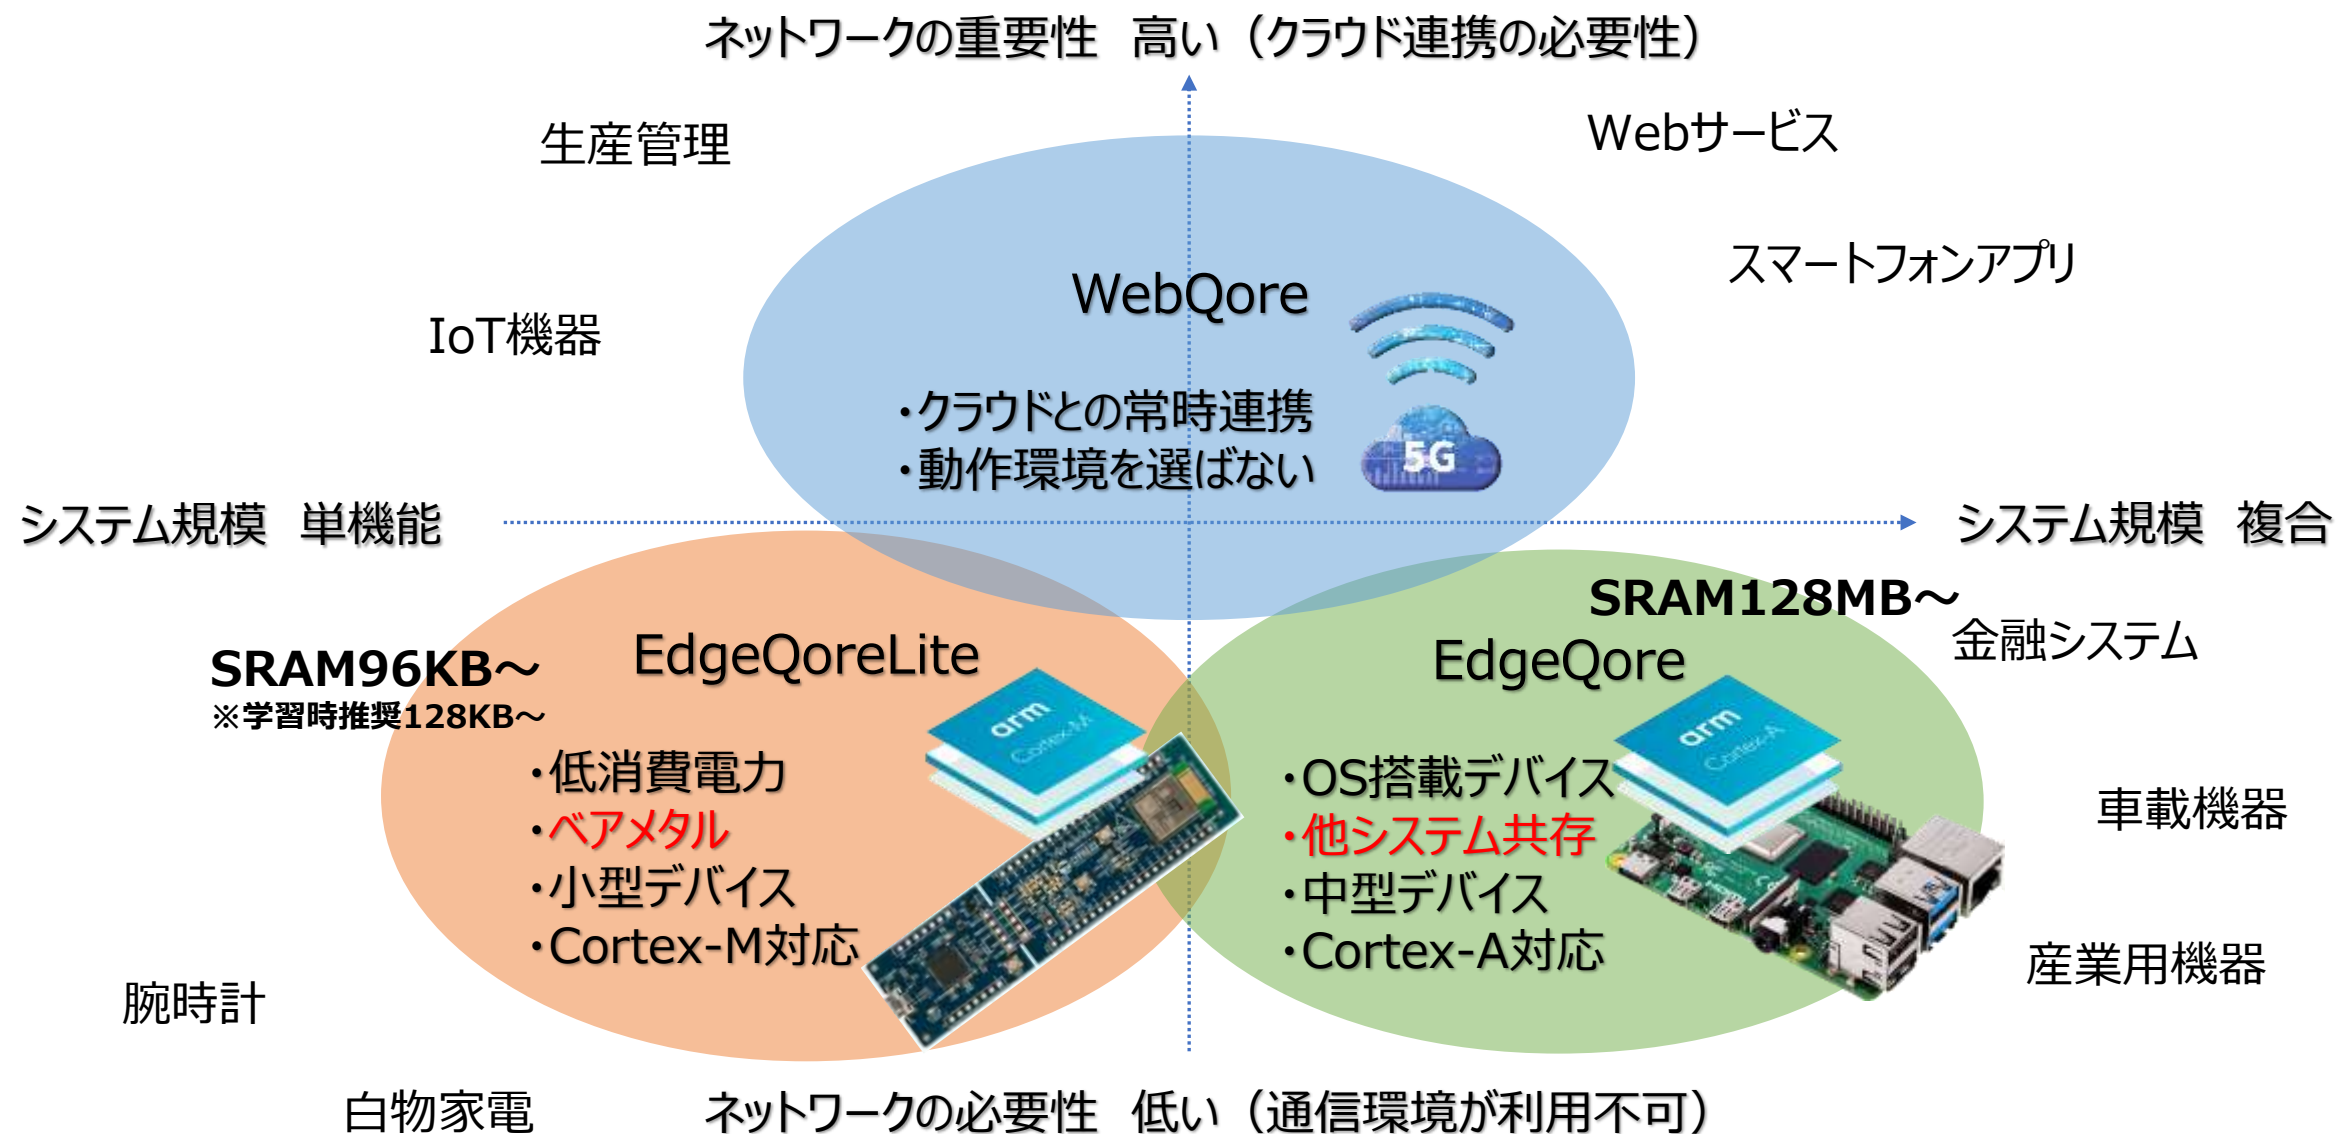 ネットワークの重要性　高い（クラウド連携の必要性）
生産管理
Webサービス
スマートフォンアプリ
IoT機器
WebQore
・クラウドとの常時連携
・動作環境を選ばない
5G
システム規模　単機能
システム規模　複合
SRAM128MB～
金融システム
EdgeQoreLite
EdgeQore
SRAM96KB～
※学習時推奨128KB～
arm
Cortex-M
arm
Cortex-A
・低消費電力
・ベアメタル
・小型デバイス
・Cortex-M対応
・OS搭載デバイス
・他システム共存
・中型デバイス
・Cortex-A対応
車載機器
産業用機器
腕時計
白物家電
ネットワークの必要性　低い（通信環境が利用不可）